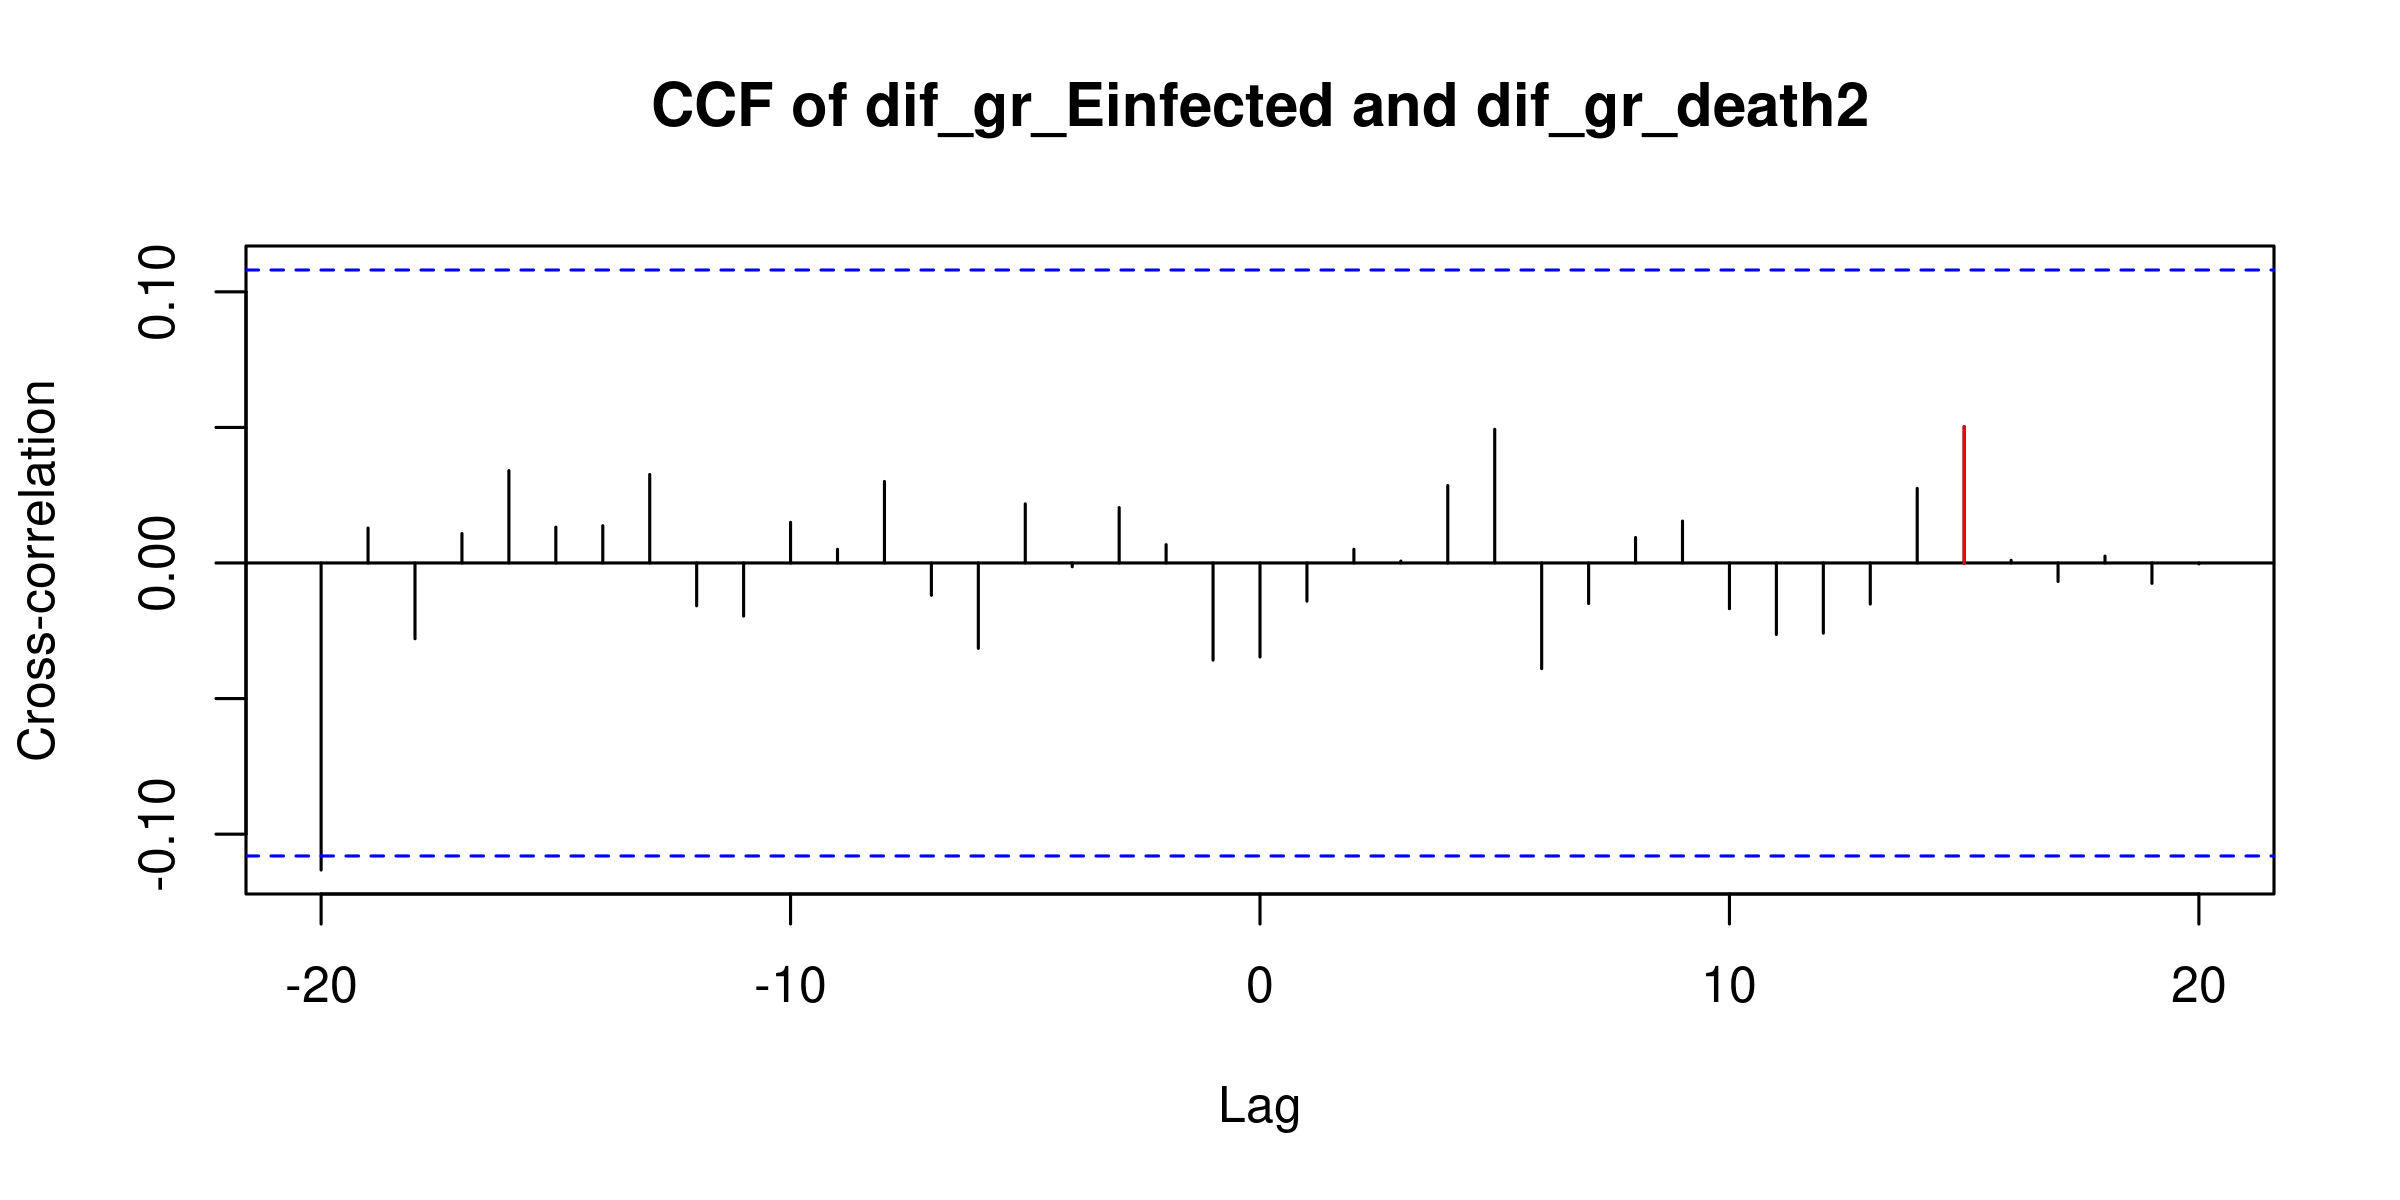 CCF of dif_gr_Einfected and dif_gr_death2
Cross-correlation
0.10
0.00
-0.10
-20
-10
0
10
20
Lag